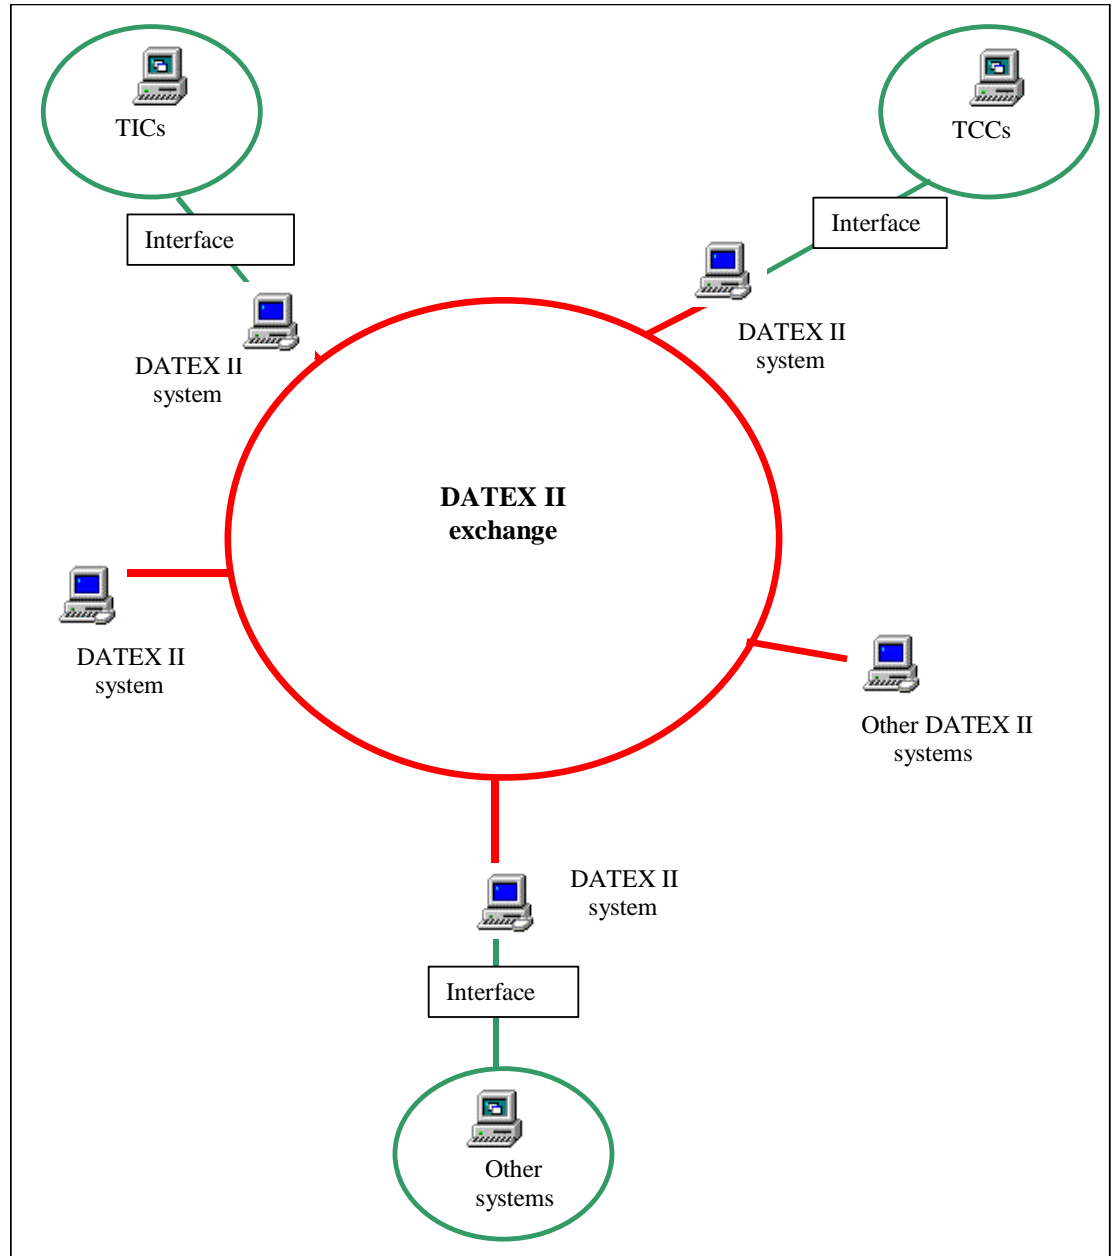 TICs
TCCs
Interface
Interface
DATEX II
system
DATEX II
system
DATEX II
exchange
DATEX II
system
Other DATEX II
systems
DATEX II
system
Interface
Other
systems